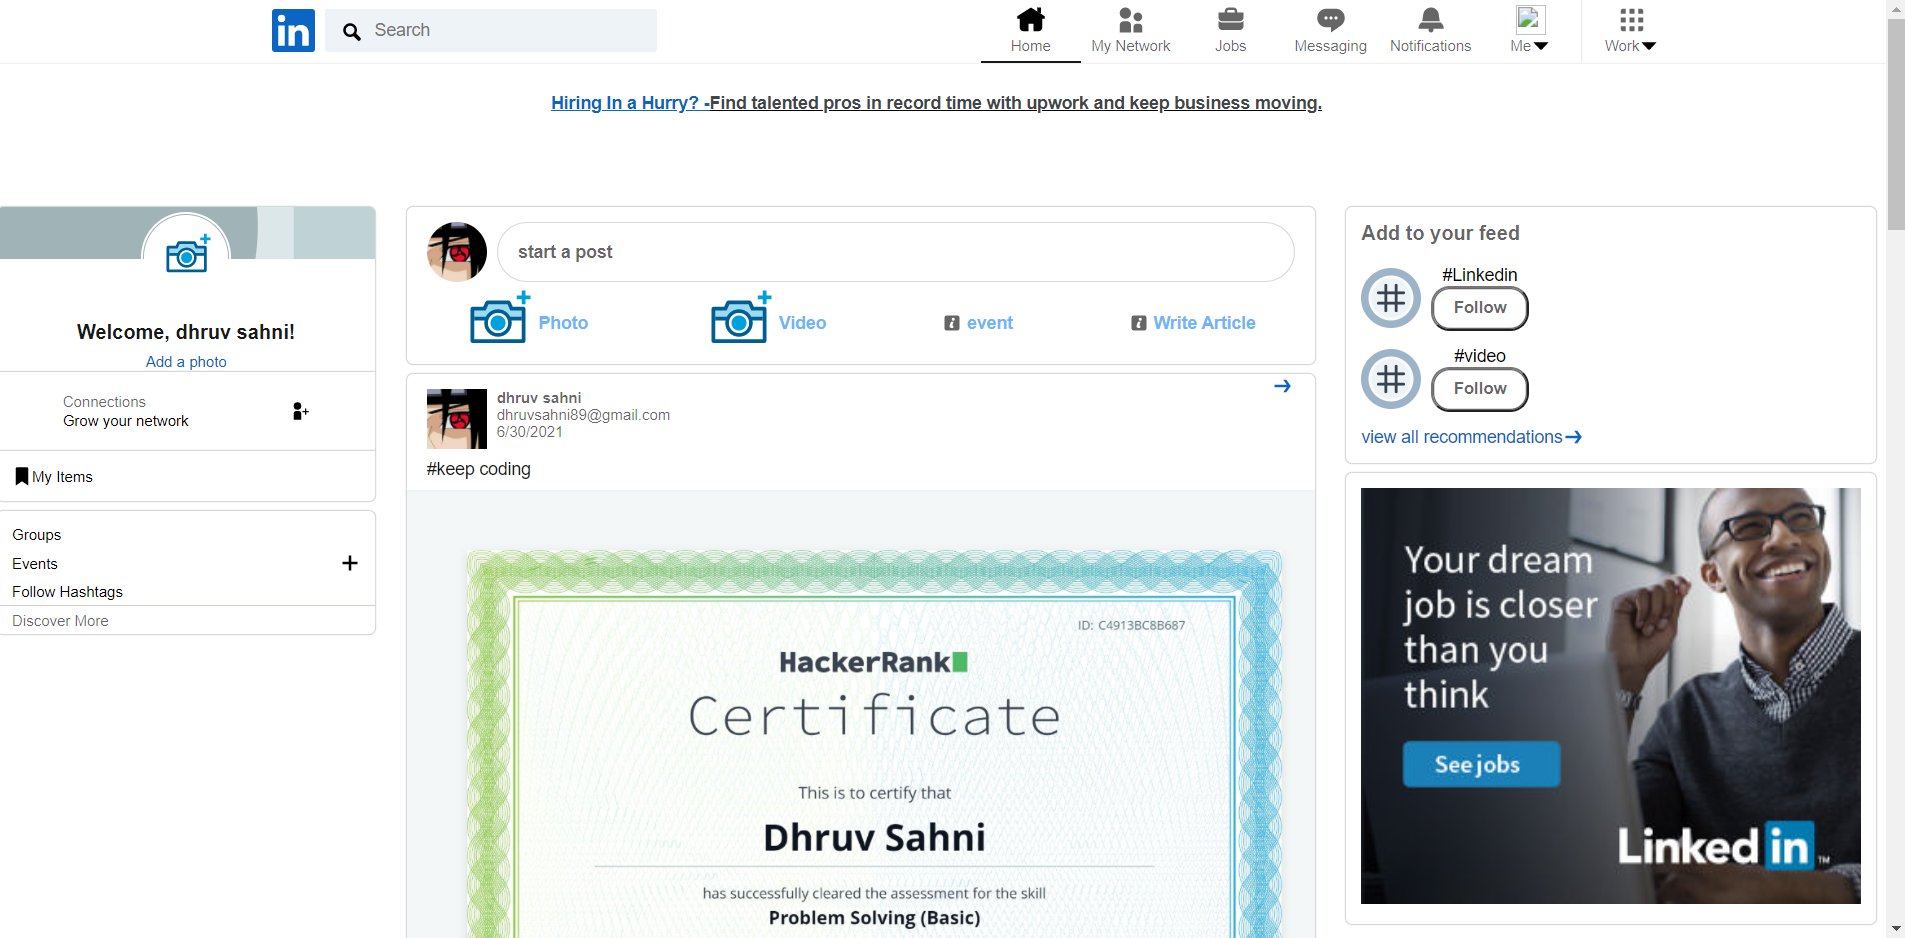 in
Search
Home
My Network
Jobs
Messaging
Notifications
Me
Work
Hiring In a Hurry? -Find talented pros in record time with upwork and keep business moving.
Welcome, dhruv sahni!
Add a photo
Connections
Grow your network
My Items
Groups
Events
Follow Hashtags
Discover More
start a post
Photo
Video
event
Write Article
dhruv sahni
dhruvsahni89@gmail.com
6/30/2021
#keep coding
ID: C4913BC8B687
HackerRank
Certificate
This is to certify that
Dhruv Sahni
has successfully cleared the assessment for the skill
Problem Solving (Basic)
Add to your feed
#Linkedin
Follow
#video
Follow
view all recommendations
Your dream
job is closer
than you
think
See jobs
Linked in ™